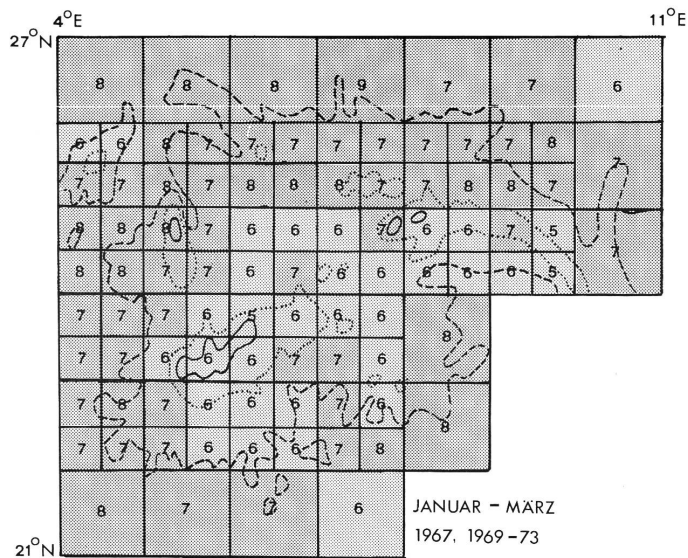 4°E 11°E
27°N
8 8 8 9 7 7 6
6 6 8 7 7 7 7 7 7 7 7 8
7
7 7 8 7 8 8 8 7 7 8 8 7
8 8 8 7 6 6 6 7 6 6 7 5
7
8 8 7 7 6 7 6 6 6 6 6 5
7 7 7 6 5 6 6 6
8
7 7 6 6 6 7 7 6
7 8 7 6 6 6 7 6
8
7 7 7 6 6 6 7 8
8 7 7 6
JANUAR – MÄRZ
1967, 1969–73
21°N